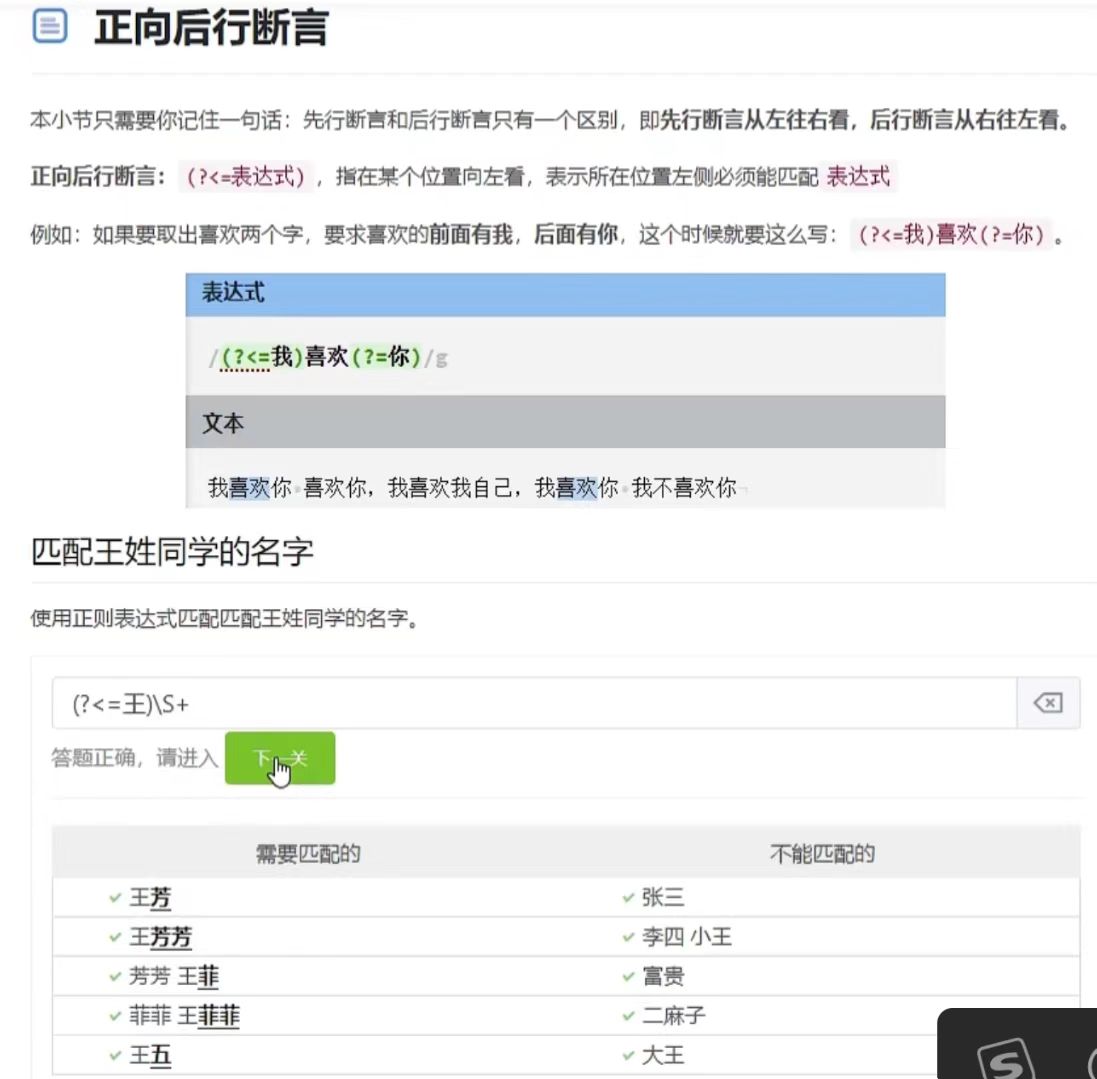 正向后行断言
本小节只需要你记住一句话：先行断言和后行断言只有一个区别，即先行断言从左往右看，后行断言从右往左看。
正向后行断言：(?<=表达式)，指在某个位置向左看，表示所在位置左侧必须能匹配 表达式
例如：如果要取出喜欢两个字，要求喜欢的前面有我，后面有你，这个时候就要这么写：(?<=我)喜欢(?=你)。
表达式
/(?<=我)喜欢(?=你)/g
文本
我喜欢你 喜欢你，我喜欢我自己，我喜欢你 我不喜欢你
匹配王姓同学的名字
使用正则表达式匹配匹配王姓同学的名字。
(?<=王)\S+
答题正确，请进入 下一关
需要匹配的 不能匹配的
王芳 张三
王芳芳 李四 小王
芳芳 王菲 富贵
菲菲 王菲菲 二麻子
王五 大王
S